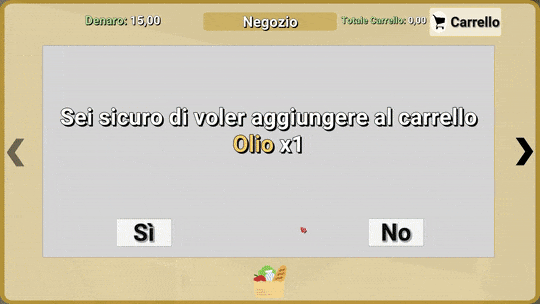 Denaro: 15,00
Negozio
Totale Carrello: 0,00
Carrello
Sei sicuro di voler aggiungere al carrello
Olio x1
Sì
No